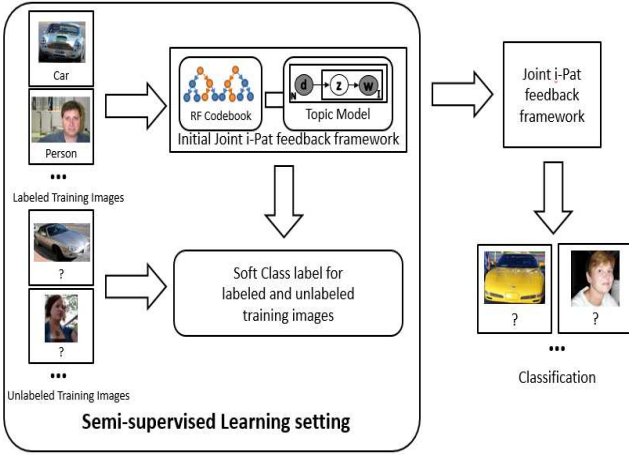 Car
Person
...
Labeled Training Images
?
?
...
Unlabeled Training Images
RF Codebook
d
z
w
N
I
Topic Model
Initial Joint i-Pat feedback framework
Soft Class label for
labeled and unlabeled
training images
Semi-supervised Learning setting
Joint i-Pat
feedback
framework
?
?
...
Classification